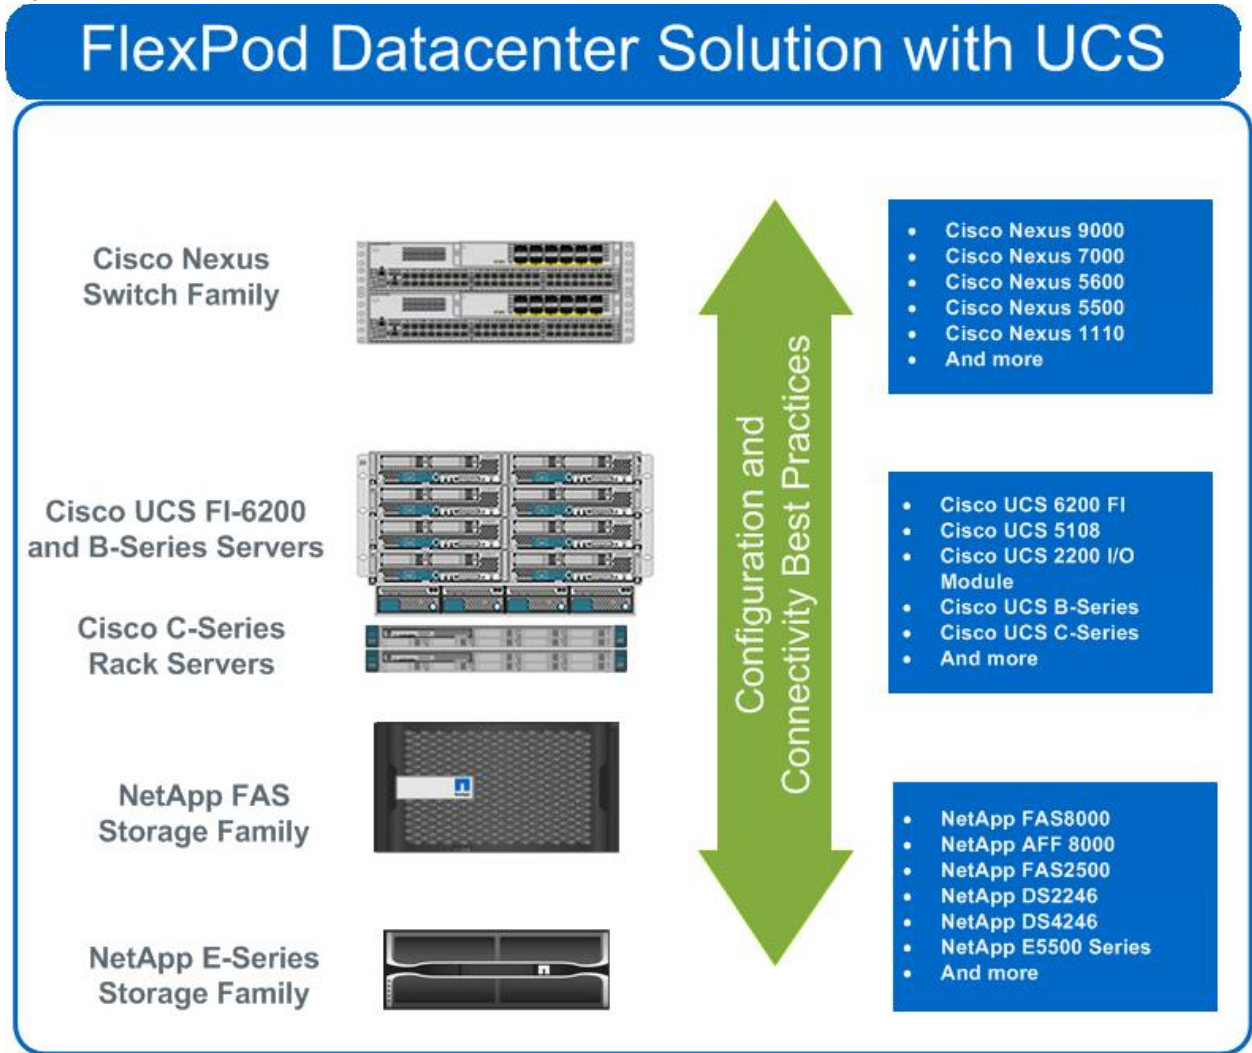 FlexPod Datacenter Solution with UCS
Cisco Nexus
Switch Family
Configuration and
Connectivity Best Practices
• Cisco Nexus 9000
• Cisco Nexus 7000
• Cisco Nexus 5600
• Cisco Nexus 5500
• Cisco Nexus 1110
• And more
Cisco UCS FI-6200
and B-Series Servers
Cisco C-Series
Rack Servers
• Cisco UCS 6200 FI
• Cisco UCS 5108
• Cisco UCS 2200 I/O
Module
• Cisco UCS B-Series
• Cisco UCS C-Series
• And more
NetApp FAS
Storage Family
NetApp E-Series
Storage Family
• NetApp FAS8000
• NetApp AFF 8000
• NetApp FAS2500
• NetApp DS2246
• NetApp DS4246
• NetApp E5500 Series
• And more